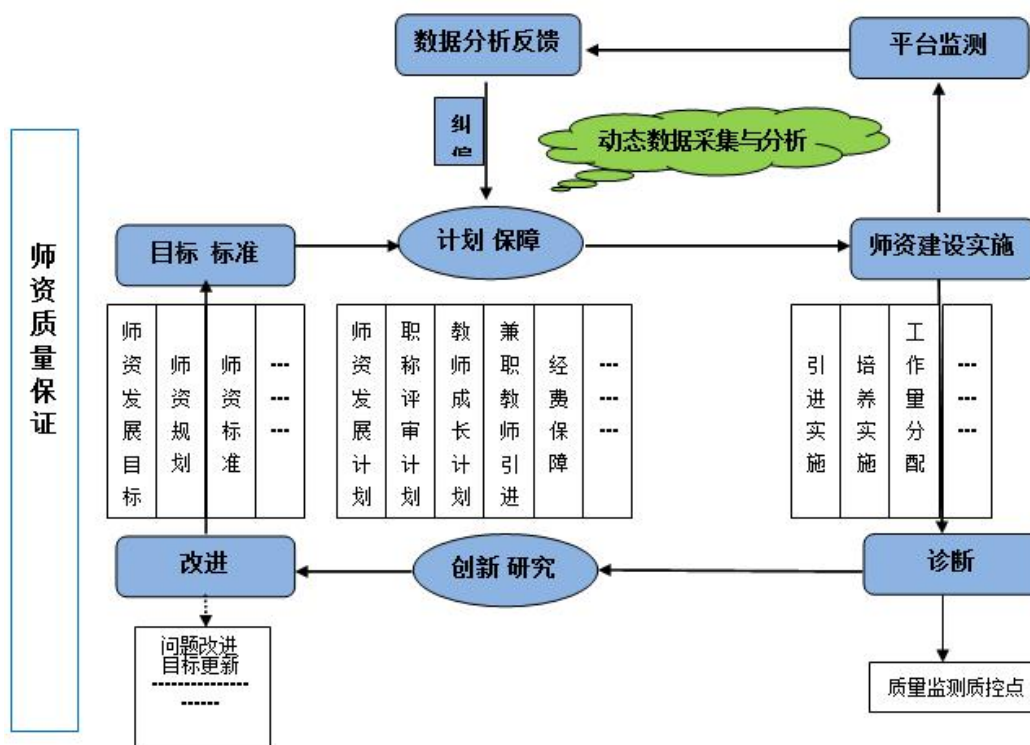 数据分析反馈
平台监测
纠
偏
动态数据采集与分析
师资质量保证
目标 标准
计划 保障
师资建设实施
师资发展目标
师资规划
师资标准
---
---
---
师资发展计划
职称评审计划
教师成长计划
兼职教师引进
经费保障
---
---
---
引进实施
培养实施
工作量分配
---
---
---
改进
创新 研究
诊断
问题改进
目标更新
---------------
------
质量监测质控点